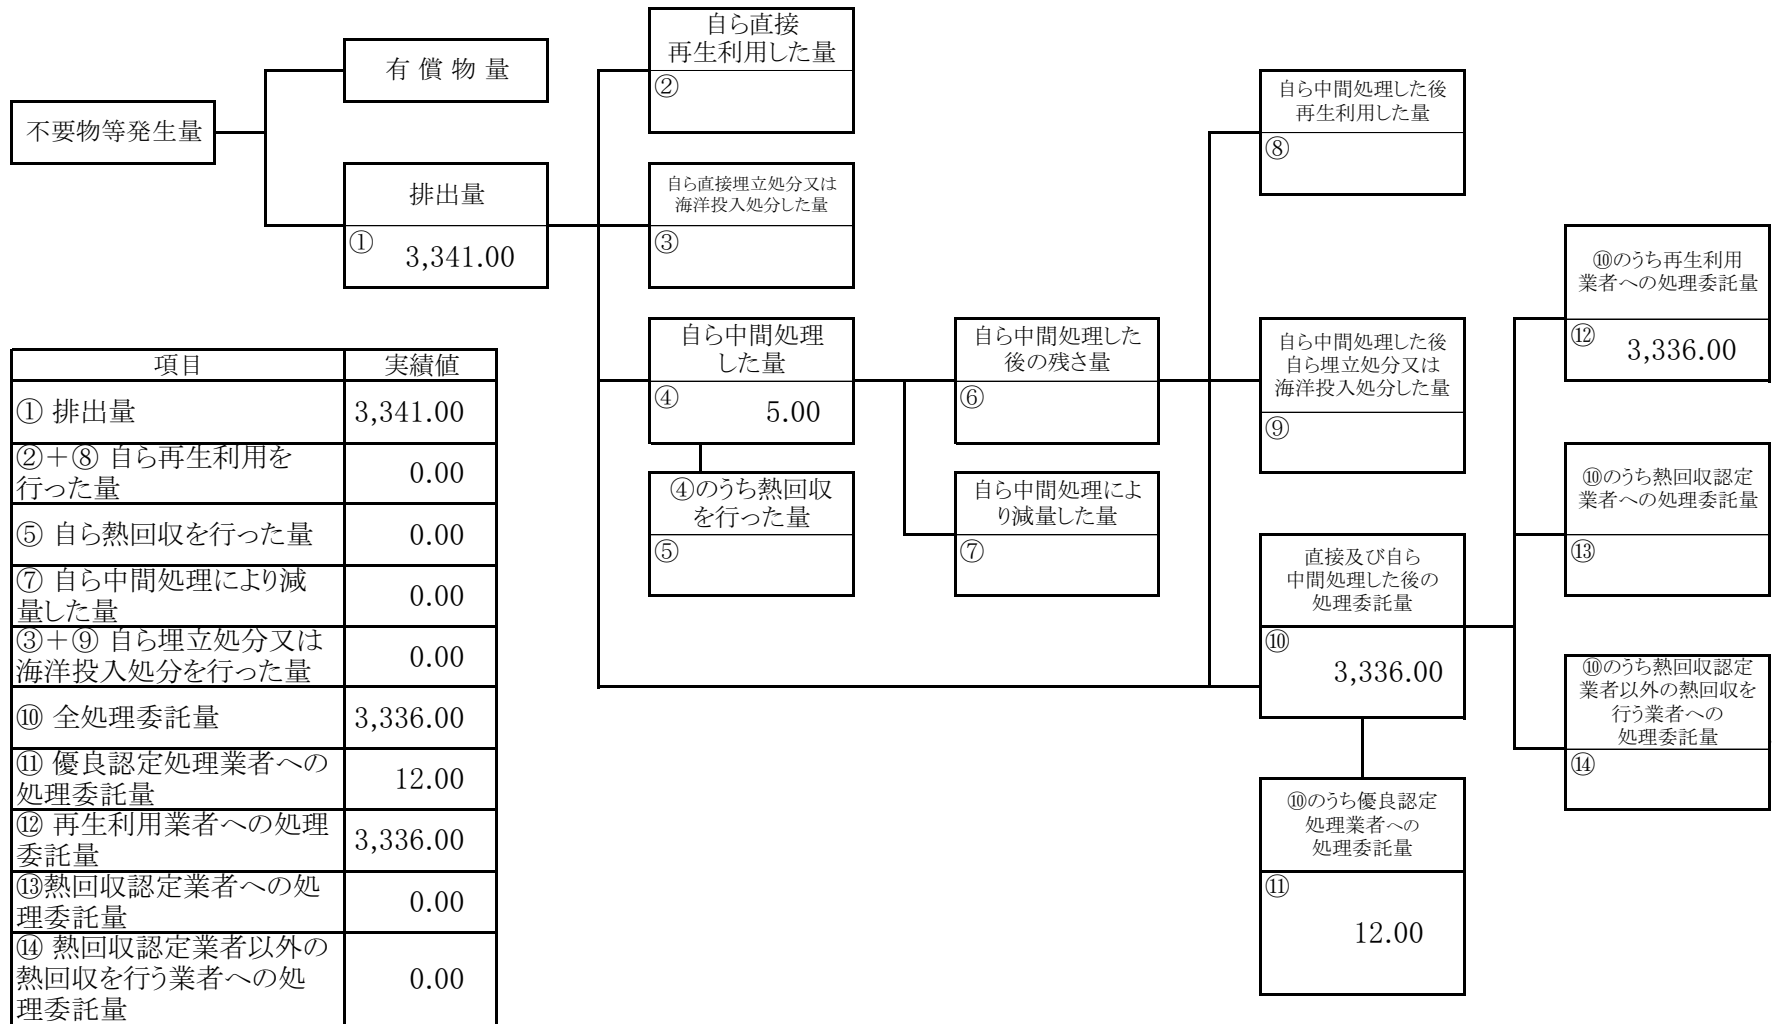 不要物等発生量
有償物量
排出量
① 3,341.00
自ら直接
再生利用した量
②
自ら直接埋立処分又は
海洋投入処分した量
③
自ら中間処理
した量
④ 5.00
④のうち熱回収
を行った量
⑤
自ら中間処理した
後の残さ量
⑥
自ら中間処理によ
り減量した量
⑦
自ら中間処理した後
再生利用した量
⑧
自ら中間処理した後
自ら埋立処分又は
海洋投入処分した量
⑨
直接及び自ら
中間処理した後の
処理委託量
⑩
3,336.00
⑩のうち優良認定
処理業者への
処理委託量
⑪
12.00
⑩のうち再生利用
業者への処理委託量
⑫ 3,336.00
⑩のうち熱回収認定
業者への処理委託量
⑬
⑩のうち熱回収認定
業者以外の熱回収を
行う業者への
処理委託量
⑭
項目 実績値
① 排出量 3,341.00
②＋⑧ 自ら再生利用を
行った量 0.00
⑤ 自ら熱回収を行った量 0.00
⑦ 自ら中間処理により減
量した量 0.00
③＋⑨ 自ら埋立処分又は
海洋投入処分を行った量 0.00
⑩ 全処理委託量 3,336.00
⑪ 優良認定処理業者への
処理委託量 12.00
⑫ 再生利用業者への処理
委託量 3,336.00
⑬熱回収認定業者への処
理委託量 0.00
⑭ 熱回収認定業者以外の
熱回収を行う業者への処
理委託量 0.00